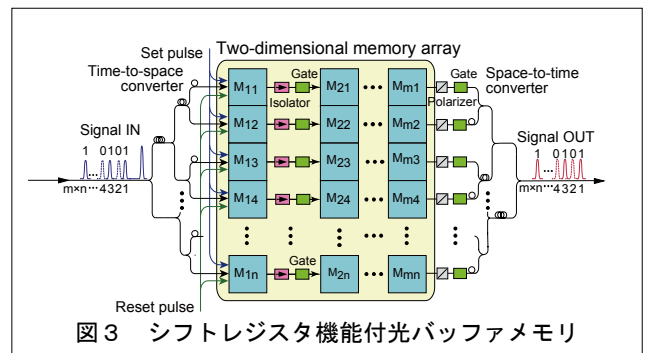 Set pulse
Two-dimensional memory array
Time-to-space
converter
Signal IN
1 0101
m×n···4321
M11 Gate M21 ··· Mm1 Gate
Isolator
Polarizer
Space-to-time
converter
M12 M22 ··· Mm2
M13 M23 ··· Mm3
M14 M24 ··· Mm4
Signal OUT
1 0101
m×n···4321
M1n Gate M2n ··· Mmn
Reset pulse
図3 シフトレジスタ機能付光バッファメモリ